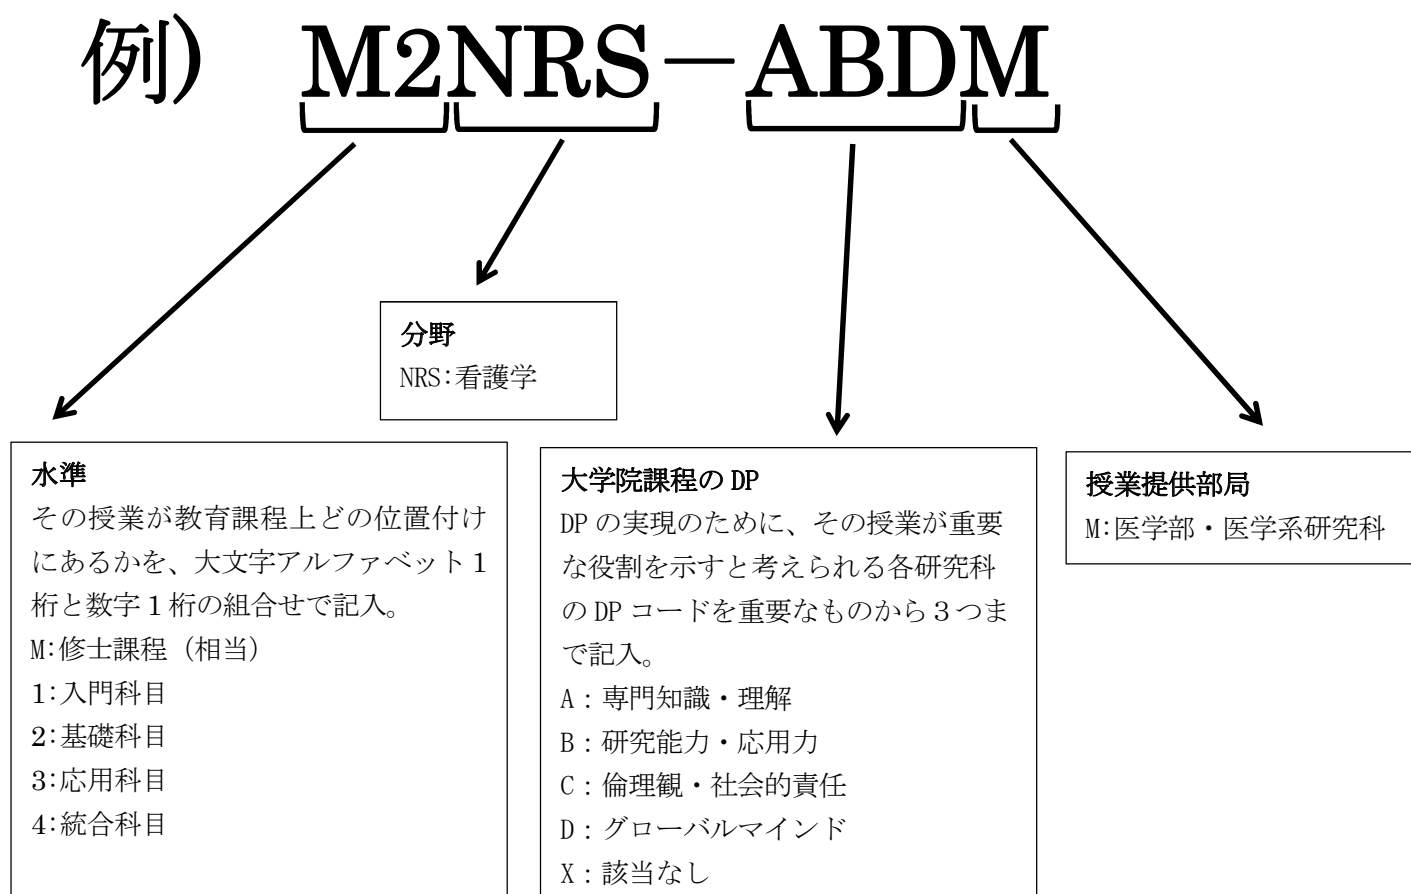 例) M2NRS－ABDM
分野
NRS:看護学
水準
その授業が教育課程上どの位置付け
にあるかを、大文字アルファベット１
桁と数字１桁の組合せで記入。
M:修士課程（相当）
1:入門科目
2:基礎科目
3:応用科目
4:統合科目
大学院課程の DP
DP の実現のために、その授業が重要
な役割を示すと考えられる各研究科
の DP コードを重要なものから３つま
で記入。
A：専門知識・理解
B：研究能力・応用力
C：倫理観・社会的責任
D：グローバルマインド
X：該当なし
授業提供部局
M:医学部・医学系研究科